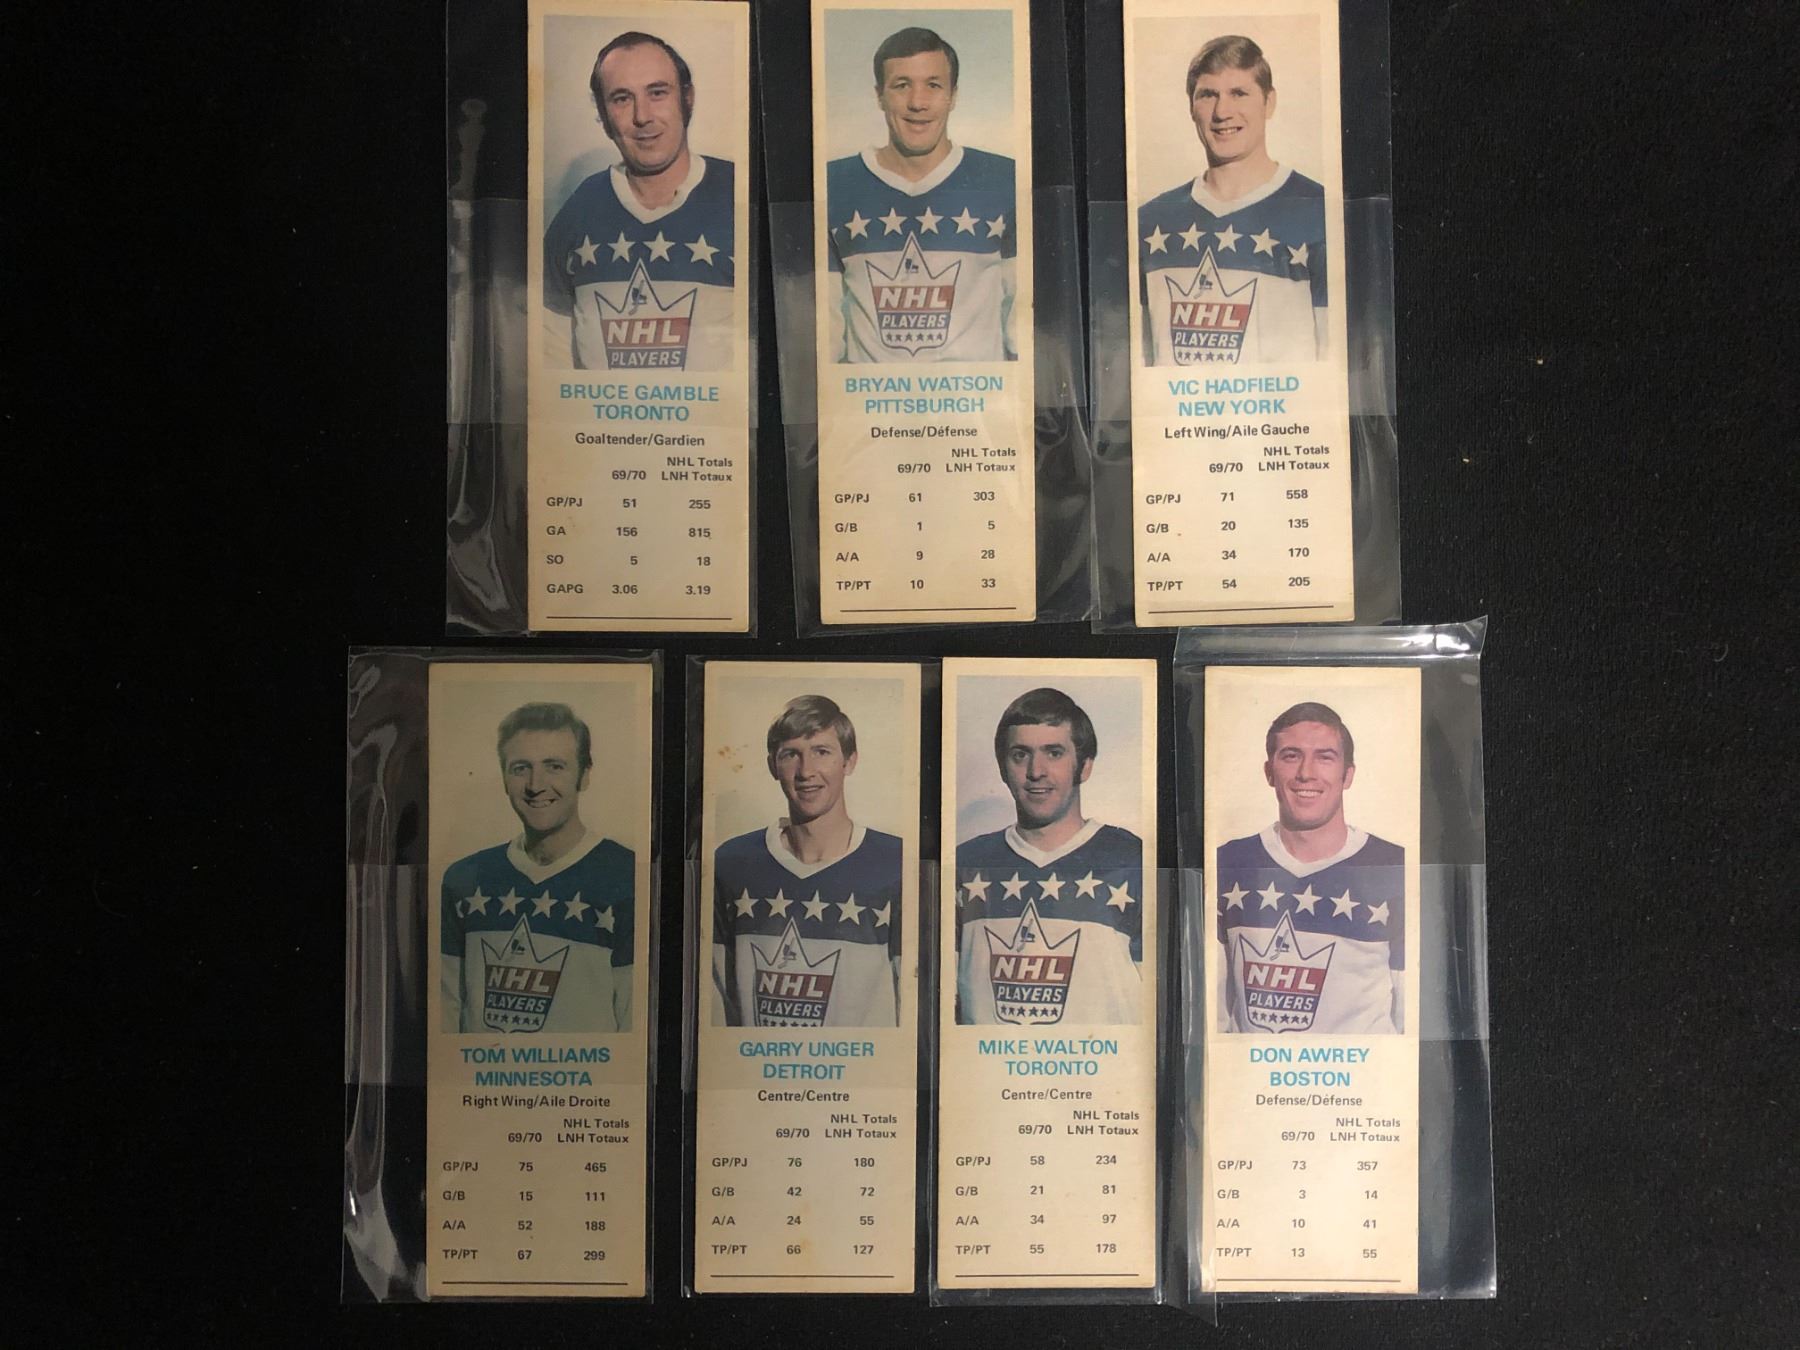 NHL
PLAYERS
BRUCE GAMBLE
TORONTO
Goaltender/Gardien
NHL Totals
69/70 LNH Totaux
GP/PJ 51 255
GA 156 815
SO 5 18
GAPG 3.06 3.19
NHL
PLAYERS
BRYAN WATSON
PITTSBURGH
Defense/Défense
NHL Totals
69/70 LNH Totaux
GP/PJ 61 303
G/B 1 5
A/A 9 28
TP/PT 10 33
NHL
PLAYERS
VIC HADFIELD
NEW YORK
Left Wing/Aile Gauche
NHL Totals
69/70 LNH Totaux
GP/PJ 71 558
G/B 20 135
A/A 34 170
TP/PT 54 205
NHL
PLAYERS
TOM WILLIAMS
MINNESOTA
Right Wing/Aile Droite
NHL Totals
69/70 LNH Totaux
GP/PJ 75 465
G/B 15 111
A/A 52 188
TP/PT 67 299
NHL
PLAYERS
GARRY UNGER
DETROIT
Centre/Centre
NHL Totals
69/70 LNH Totaux
GP/PJ 76 180
G/B 42 72
A/A 24 55
TP/PT 66 127
NHL
PLAYERS
MIKE WALTON
TORONTO
Centre/Centre
NHL Totals
69/70 LNH Totaux
GP/PJ 58 234
G/B 21 81
A/A 34 97
TP/PT 55 178
NHL
PLAYERS
DON AWREY
BOSTON
Defense/Défense
NHL Totals
69/70 LNH Totaux
GP/PJ 73 357
G/B 3 14
A/A 10 41
TP/PT 13 55